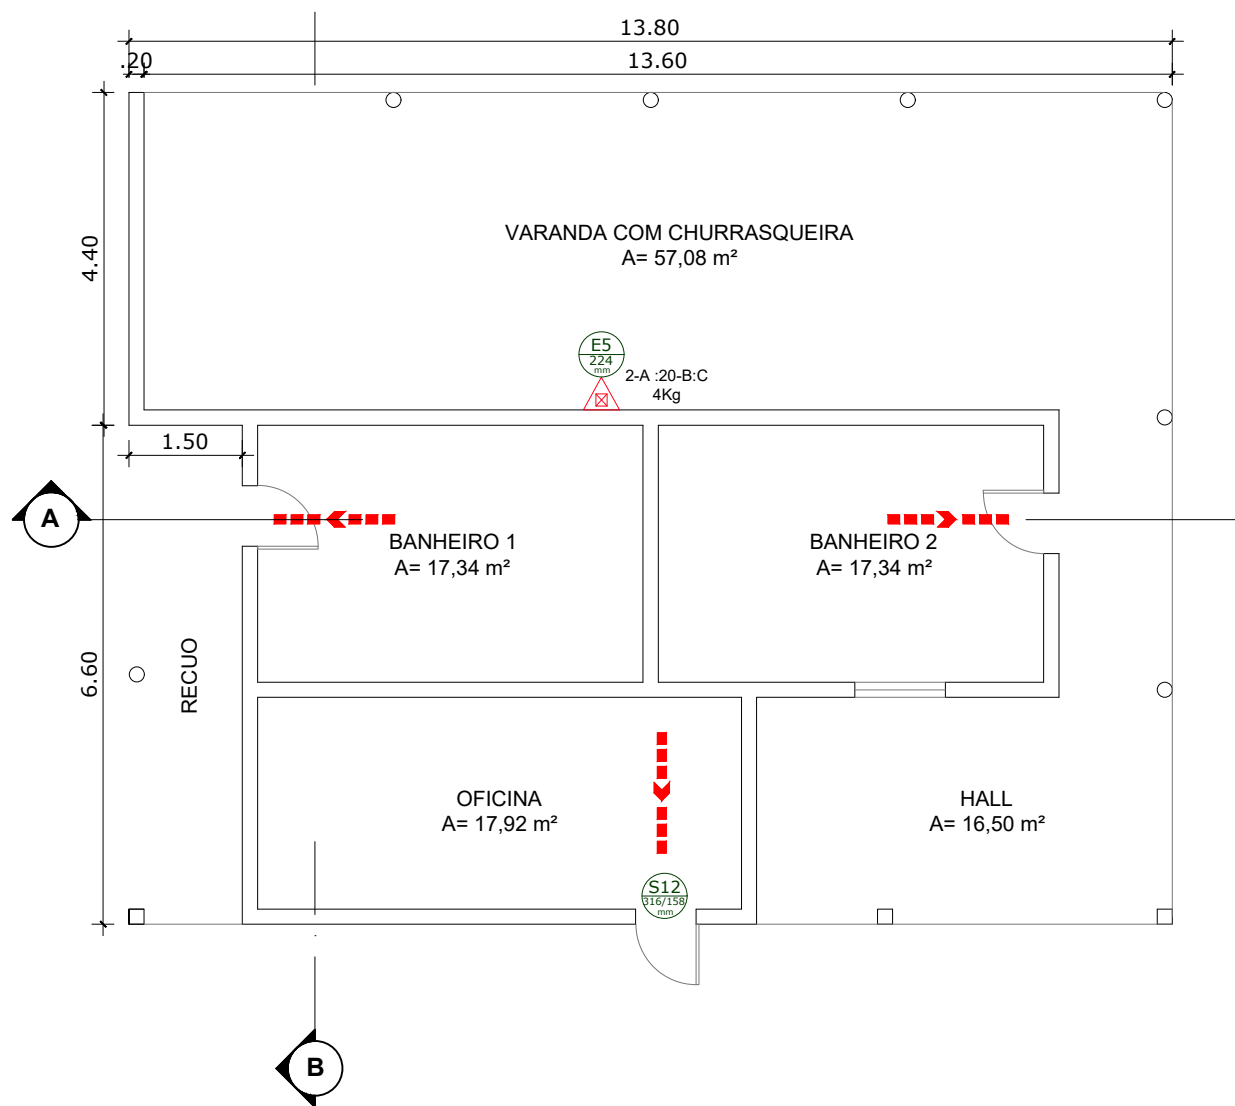 13.80
.20
13.60
4.40
VARANDA COM CHURRASQUEIRA
A= 57,08 m²
E5
224
mm
2-A :20-B:C
4Kg
1.50
A
BANHEIRO 1
A= 17,34 m²
BANHEIRO 2
A= 17,34 m²
6.60
RECUO
OFICINA
A= 17,92 m²
HALL
A= 16,50 m²
S12
316/158
mm
B